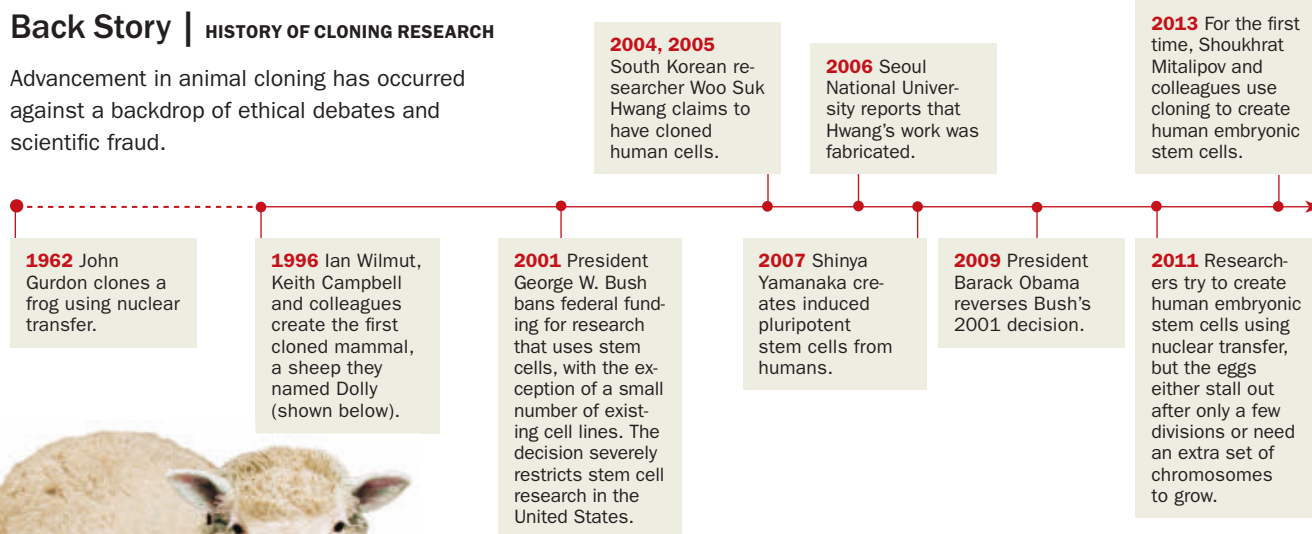 Back Story | HISTORY OF CLONING RESEARCH
Advancement in animal cloning has occurred
against a backdrop of ethical debates and
scientific fraud.
2004, 2005
South Korean re-
searcher Woo Suk
Hwang claims to
have cloned
human cells.
2006 Seoul
National Univer-
sity reports that
Hwang's work was
fabricated.
2013 For the first
time, Shoukhrat
Mitalipov and
colleagues use
cloning to create
human embryonic
stem cells.
1962 John
Gurdon clones a
frog using nuclear
transfer.
1996 Ian Wilmut,
Keith Campbell
and colleagues
create the first
cloned mammal,
a sheep they
named Dolly
(shown below).
2001 President
George W. Bush
bans federal fund-
ing for research
that uses stem
cells, with the ex-
ception of a small
number of exist-
ing cell lines. The
decision severely
restricts stem cell
research in the
United States.
2007 Shinya
Yamanaka cre-
ates induced
pluripotent
stem cells from
humans.
2009 President
Barack Obama
reverses Bush's
2001 decision.
2011 Research-
ers try to create
human embryonic
stem cells using
nuclear transfer,
but the eggs
either stall out
after only a few
divisions or need
an extra set of
chromosomes
to grow.